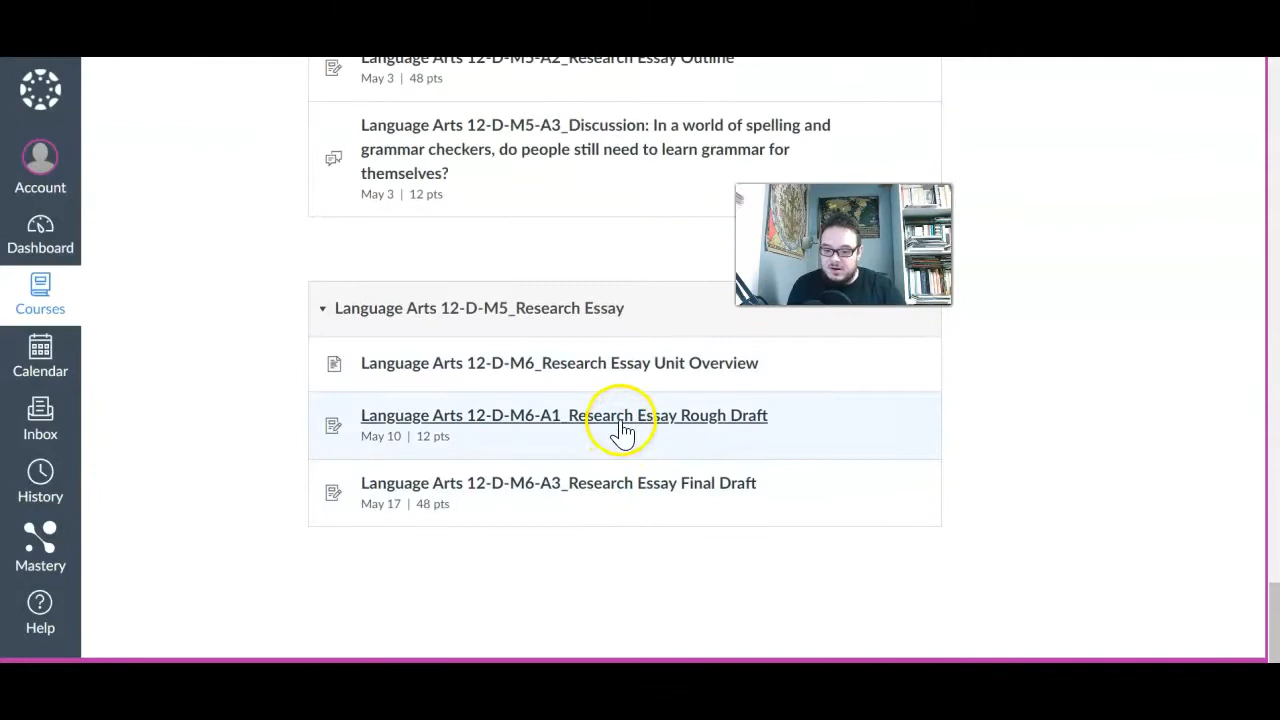 Language Arts 12-D-M5-A2_Research Essay Outline
May 3 | 48 pts
Language Arts 12-D-M5-A3_Discussion: In a world of spelling and
grammar checkers, do people still need to learn grammar for
themselves?
May 3 | 12 pts
Language Arts 12-D-M5_Research Essay
Language Arts 12-D-M6_Research Essay Unit Overview
Language Arts 12-D-M6-A1_Research Essay Rough Draft
May 10 | 12 pts
Language Arts 12-D-M6-A3_Research Essay Final Draft
May 17 | 48 pts
Account
Dashboard
Courses
Calendar
Inbox
History
Mastery
Help